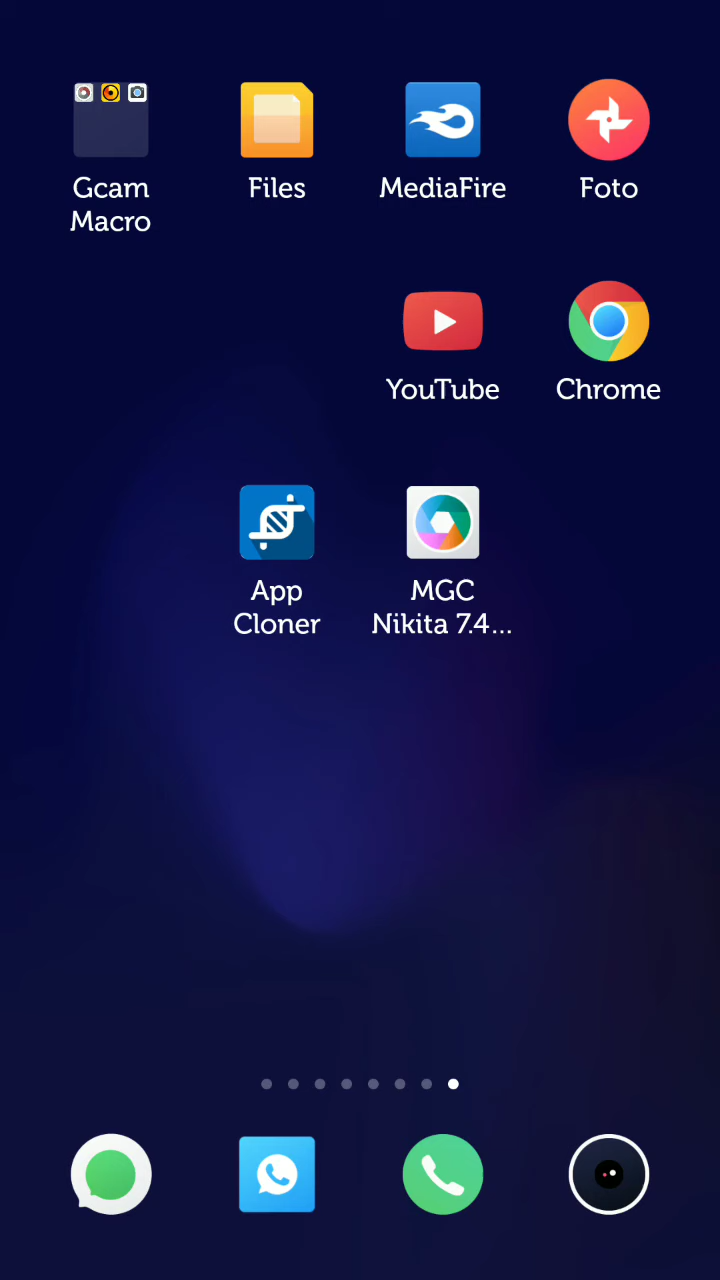 Gcam
Macro
Files
MediaFire
Foto
YouTube
Chrome
App
Cloner
MGC
Nikita 7.4...